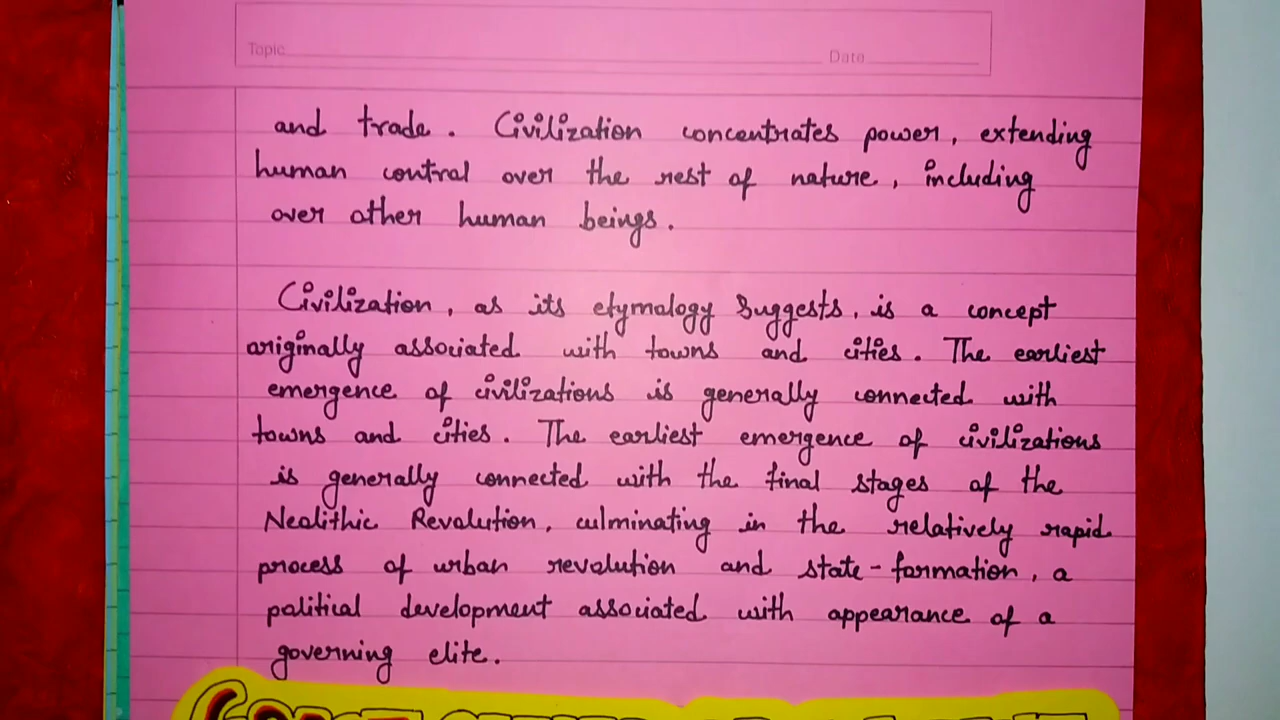 Topic Date
and trade. Civilization concentrates power, extending
human control over the rest of nature, including
over other human beings.
Civilization, as its etymology Suggests, is a concept
originally associated with towns and cities. The earliest
emergence of civilizations is generally connected with
towns and cities. The earliest emergence of civilizations
is generally connected with the final stages of the
Neolithic Revolution, culminating in the relatively rapid
process of urban revolution and state-formation, a
political development associated with appearance of a
governing elite.